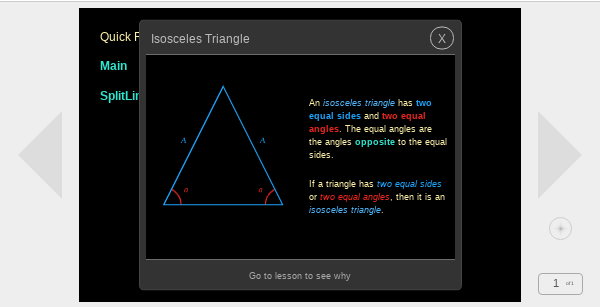 Quick
Isosceles Triangle
X
Main
SplitLin
An isosceles triangle has two
equal sides and two equal
angles. The equal angles are
the angles opposite to the equal
sides.
A
A
a
a
If a triangle has two equal sides
or two equal angles, then it is an
isosceles triangle.
Go to lesson to see why
1 of 1